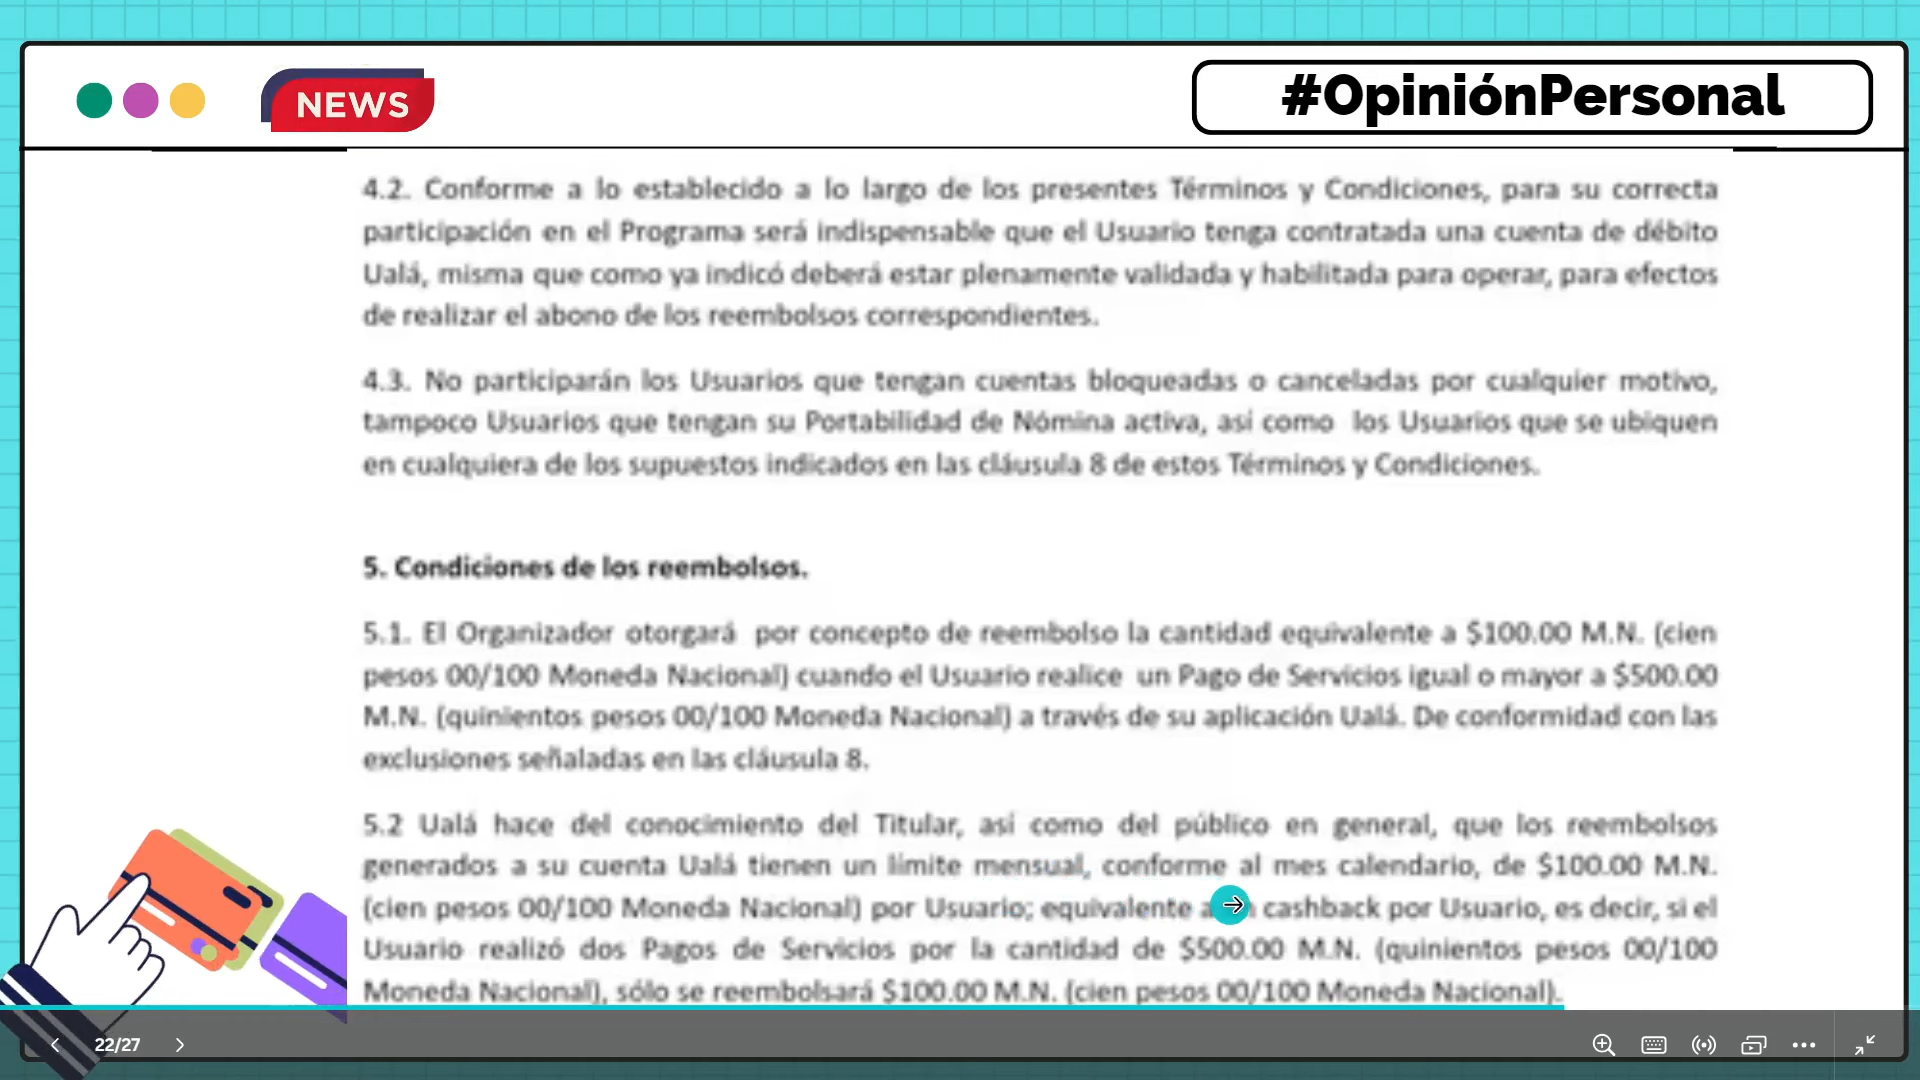 NEWS
#OpiniónPersonal
4.2. Conforme a lo establecido a lo largo de los presentes Términos y Condiciones, para su correcta
participación en el Programa será indispensable que el Usuario tenga contratada una cuenta de débito
Ualá, misma que como ya indicó deberá estar plenamente validada y habilitada para operar, para efectos
de realizar el abono de los reembolsos correspondientes.
4.3. No participarán los Usuarios que tengan cuentas bloqueadas o canceladas por cualquier motivo,
tampoco Usuarios que tengan su Portabilidad de Nómina activa, así como los Usuarios que se ubiquen
en cualquiera de los supuestos indicados en las cláusula 8 de estos Términos y Condiciones.
5. Condiciones de los reembolsos.
5.1. El Organizador otorgará por concepto de reembolso la cantidad equivalente a $100.00 M.N. (cien
pesos 00/100 Moneda Nacional) cuando el Usuario realice un Pago de Servicios igual o mayor a $500.00
M.N. (quinientos pesos 00/100 Moneda Nacional) a través de su aplicación Ualá. De conformidad con las
exclusiones señaladas en las cláusula 8.
5.2 Ualá hace del conocimiento del Titular, así como del público en general, que los reembolsos
generados a su cuenta Ualá tienen un límite mensual, conforme al mes calendario, de $100.00 M.N.
(cien pesos 00/100 Moneda Nacional) por Usuario; equivalente a cashback por Usuario, es decir, si el
Usuario realizó dos Pagos de Servicios por la cantidad de $500.00 M.N. (quinientos pesos 00/100
Moneda Nacional), sólo se reembolsará $100.00 M.N. (cien pesos 00/100 Moneda Nacional).
22/27